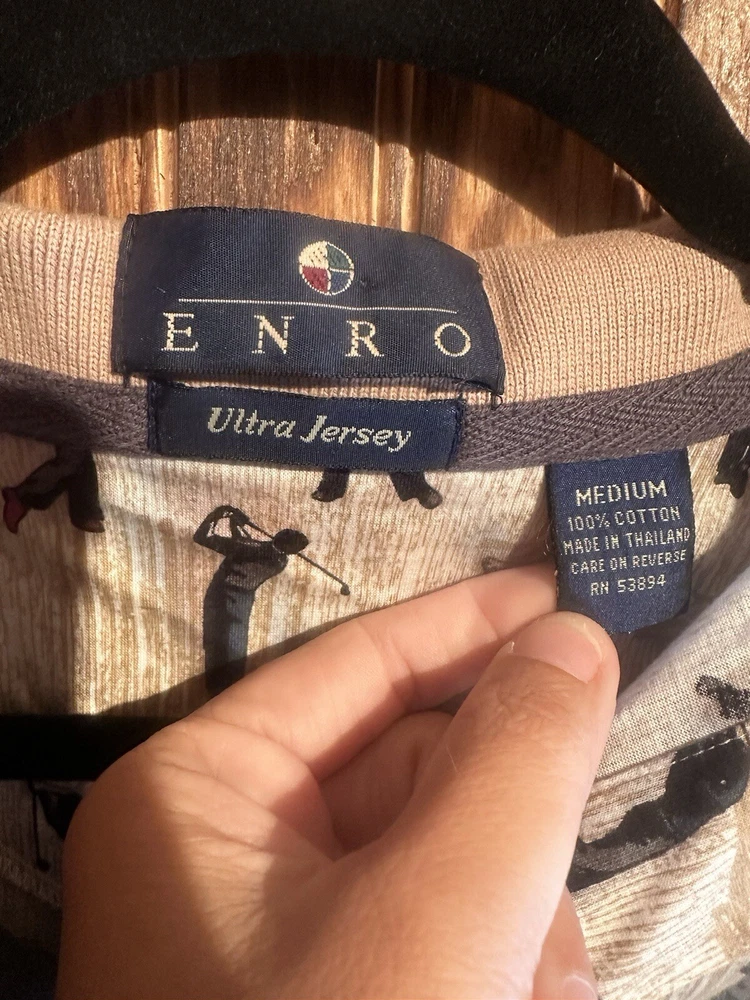 ENRO
Ultra Jersey
MEDIUM
100% COTTON
MADE IN THAILAND
CARE ON REVERSE
RN 53894